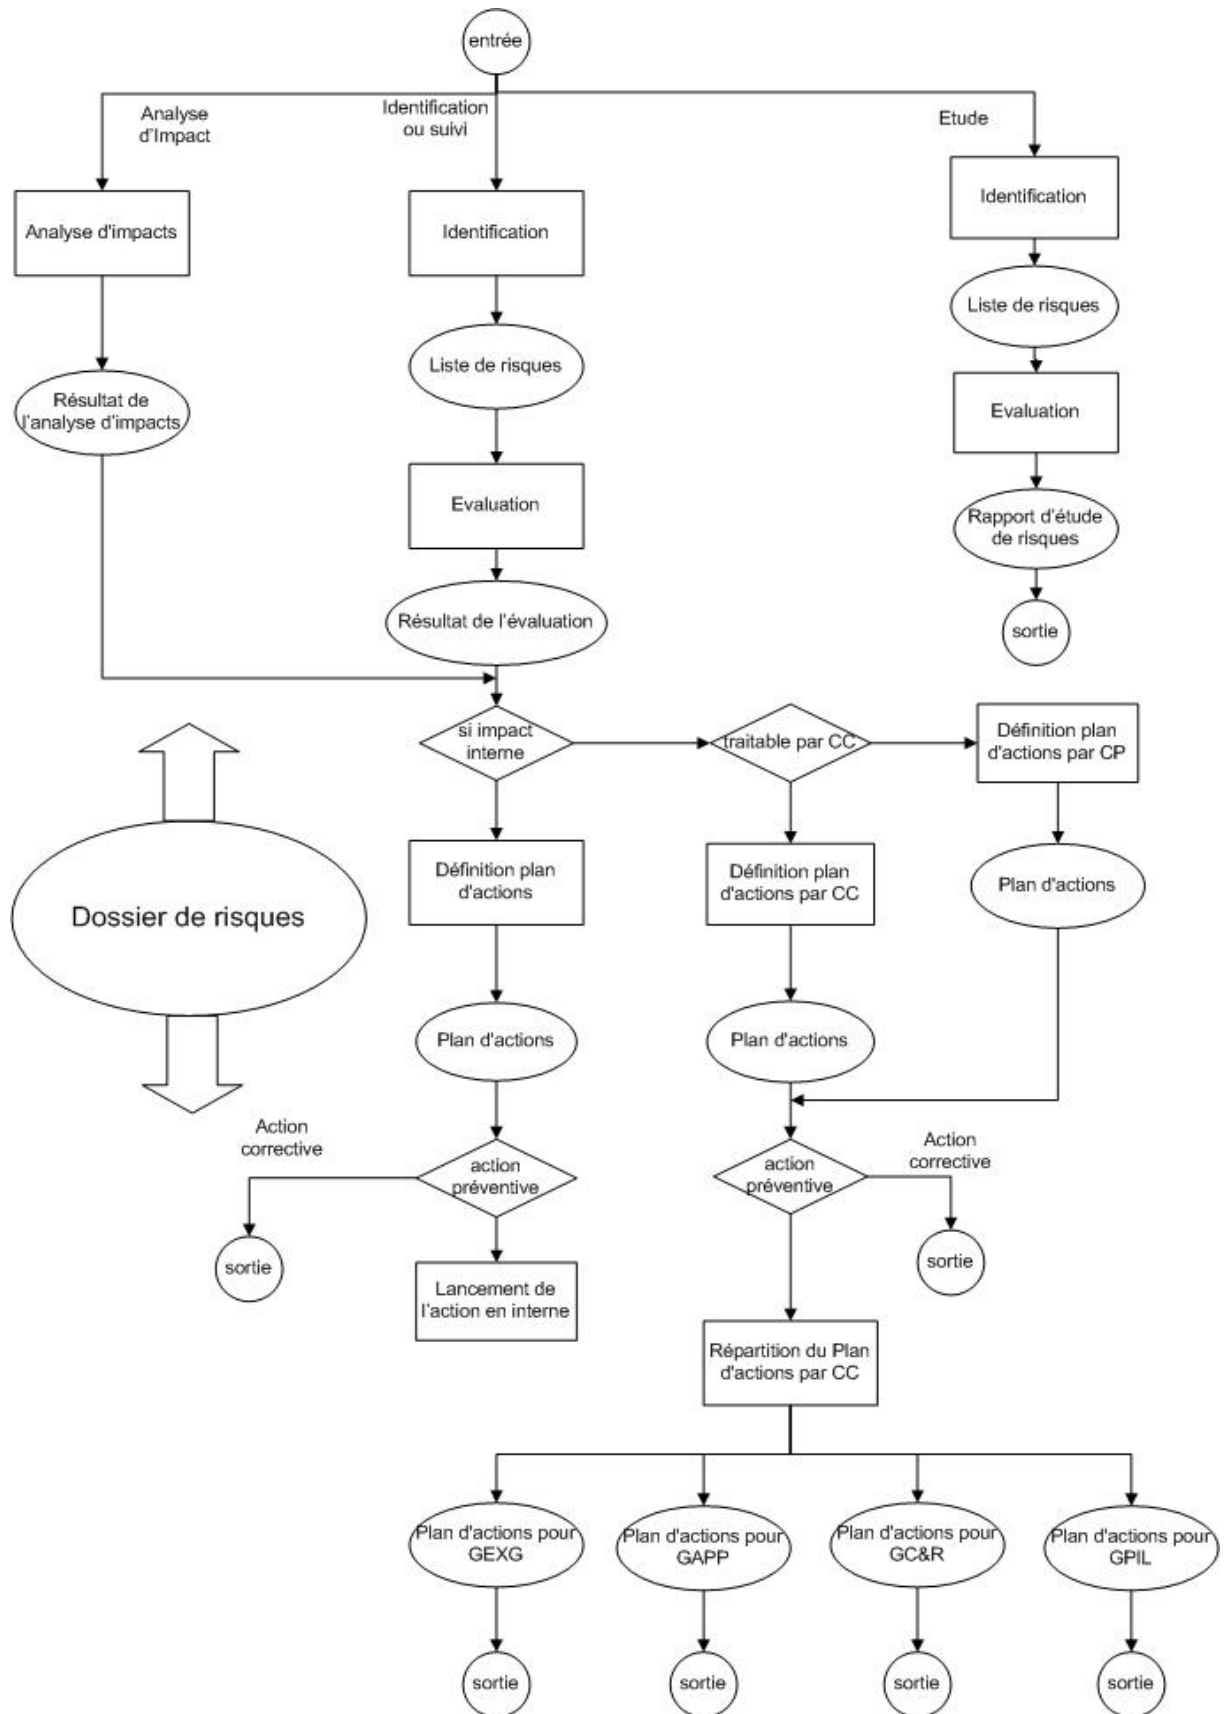 entrée
Analyse
d'Impact
Identification
ou suivi
Etude
Analyse d'impacts
Identification
Identification
Liste de risques
Liste de risques
Résultat de
l'analyse d'impacts
Evaluation
Evaluation
Rapport d'étude
de risques
Résultat de l'évaluation
sortie
si impact
interne
traitable par CC
Définition plan
d'actions par CP
Dossier de risques
Définition plan
d'actions
Définition plan
d'actions par CC
Plan d'actions
Plan d'actions
Plan d'actions
Action
corrective
action
préventive
action
préventive
Action
corrective
sortie
sortie
Lancement de
l'action en interne
Répartition du Plan
d'actions par CC
Plan d'actions pour
GEXG
Plan d'actions pour
GAPP
Plan d'actions pour
GC&R
Plan d'actions pour
GPIL
sortie
sortie
sortie
sortie